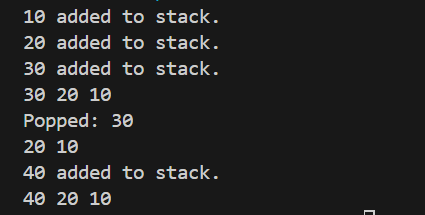 10 added to stack.
20 added to stack.
30 added to stack.
30 20 10
Popped: 30
20 10
40 added to stack.
40 20 10